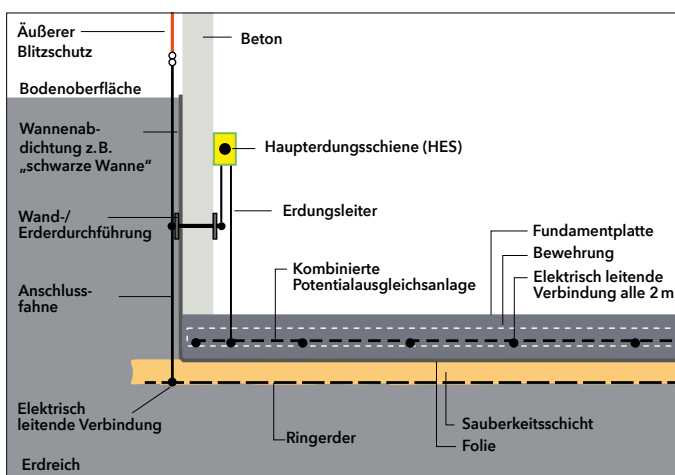 Äußerer
Blitzschutz
Beton
Bodenoberfläche
Wannenab-
dichtung z. B.
„schwarze Wanne“
Haupterdungsschiene (HES)
Wand-/
Erderdurchführung
Erdungsleiter
Fundamentplatte
Bewehrung
Kombinierte
Potentialausgleichsanlage
Elektrisch leitende
Verbindung alle 2 m
Anschluss-
fahne
Elektrisch
leitende Verbindung
Ringerder
Sauberkeitsschicht
Folie
Erdreich